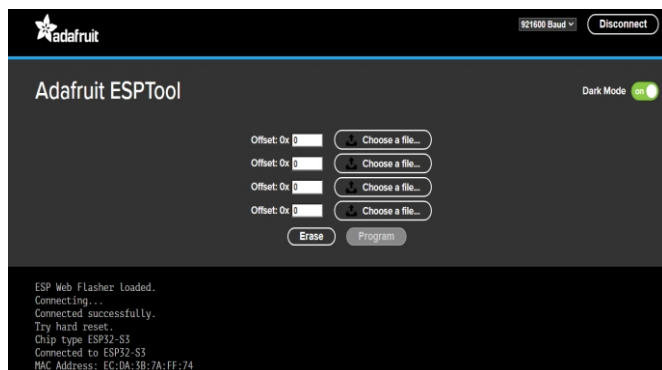 adafruit
921600 Baud
Disconnect
Adafruit ESPTool
Dark Mode on
Offset: 0x 0 Choose a file...
Offset: 0x 0 Choose a file...
Offset: 0x 0 Choose a file...
Offset: 0x 0 Choose a file...
Erase Program
ESP Web Flasher loaded.
Connecting...
Connected successfully.
Try hard reset.
Chip type ESP32-S3
Connected to ESP32-S3
MAC Address: EC:DA:3B:7A:FF:74